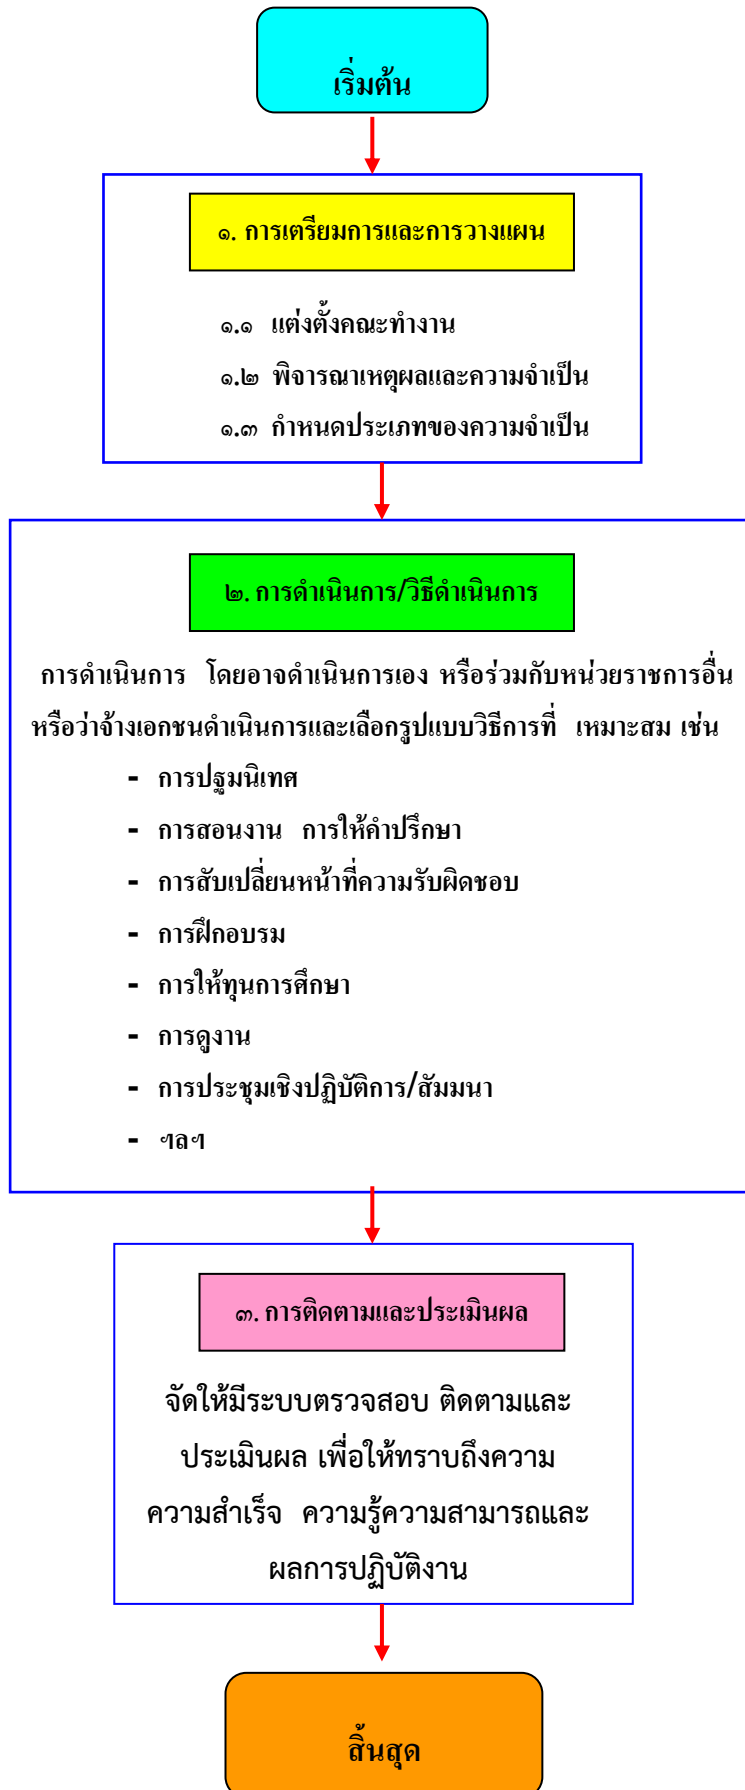 เริ่มต้น
๑. การเตรียมการและการวางแผน
๑.๑ แต่งตั้งคณะทำงาน
๑.๒ พิจารณาเหตุผลและความจำเป็น
๑.๓ กำหนดประเภทของความจำเป็น
๒. การดำเนินการ/วิธีดำเนินการ
การดำเนินการ โดยอาจดำเนินการเอง หรือร่วมกับหน่วยราชการอื่น
หรือว่าจ้างเอกชนดำเนินการและเลือกรูปแบบวิธีการที่ เหมาะสม เช่น
- การปฐมนิเทศ
- การสอนงาน การให้คำปรึกษา
- การสับเปลี่ยนหน้าที่ความรับผิดชอบ
- การฝึกอบรม
- การให้ทุนการศึกษา
- การดูงาน
- การประชุมเชิงปฏิบัติการ/สัมมนา
- ฯลฯ
๓. การติดตามและประเมินผล
จัดให้มีระบบตรวจสอบ ติดตามและ
ประเมินผล เพื่อให้ทราบถึงความ
ความสำเร็จ ความรู้ความสามารถและ
ผลการปฏิบัติงาน
สิ้นสุด